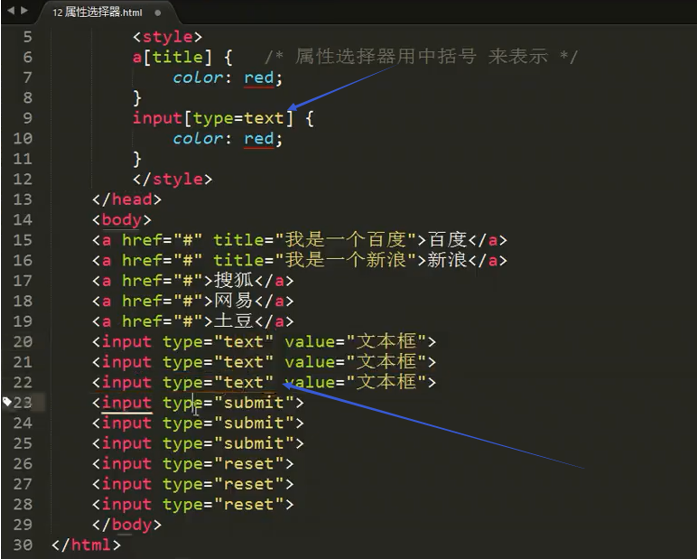 12 属性选择器.html
5 <style>
6 a[title] { /* 属性选择器用中括号 来表示 */
7 color: red;
8 }
9 input[type=text] {
10 color: red;
11 }
12 </style>
13 </head>
14 <body>
15 <a href="#" title="我是一个百度">百度</a>
16 <a href="#" title="我是一个新浪">新浪</a>
17 <a href="#">搜狐</a>
18 <a href="#">网易</a>
19 <a href="#">土豆</a>
20 <input type="text" value="文本框">
21 <input type="text" value="文本框">
22 <input type="text" value="文本框">
23 <input type="submit">
24 <input type="submit">
25 <input type="submit">
26 <input type="reset">
27 <input type="reset">
28 <input type="reset">
29 </body>
30 </html>